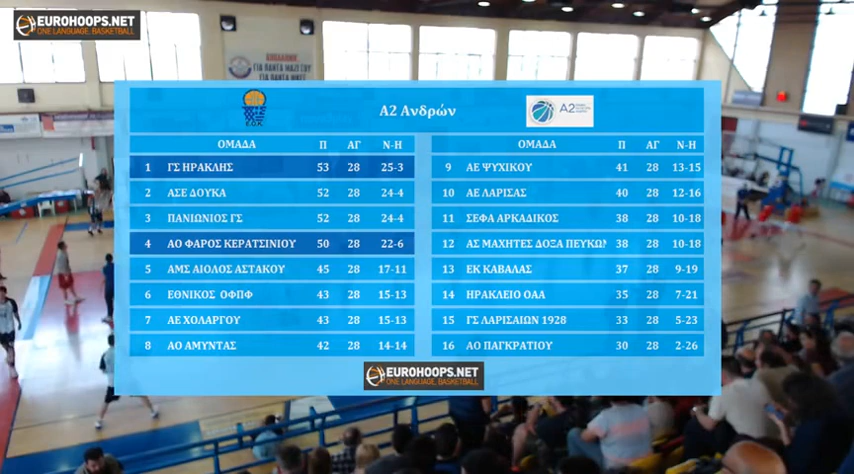 EUROHOOPS.NET
ONE LANGUAGE, BASKETBALL
Ε.Ο.Κ.
Α2 Ανδρών
A2
ΟΜΑΔΑ Π ΑΓ Ν-Η
1 ΓΣ ΗΡΑΚΛΗΣ 53 28 25-3
2 ΑΣΕ ΔΟΥΚΑ 52 28 24-4
3 ΠΑΝΙΩΝΙΟΣ ΓΣ 52 28 24-4
4 ΑΟ ΦΑΡΟΣ ΚΕΡΑΤΣΙΝΙΟΥ 50 28 22-6
5 ΑΜΣ ΑΙΟΛΟΣ ΑΣΤΑΚΟΥ 45 28 17-11
6 ΕΘΝΙΚΟΣ ΟΦΠΦ 43 28 15-13
7 ΑΕ ΧΟΛΑΡΓΟΥ 43 28 15-13
8 ΑΟ ΑΜΥΝΤΑΣ 42 28 14-14
ΟΜΑΔΑ Π ΑΓ Ν-Η
9 ΑΕ ΨΥΧΙΚΟΥ 41 28 13-15
10 ΑΕ ΛΑΡΙΣΑΣ 40 28 12-16
11 ΣΕΦΑ ΑΡΚΑΔΙΚΟΣ 38 28 10-18
12 ΑΣ ΜΑΧΗΤΕΣ ΔΟΞΑ ΠΕΥΚΩΝ 38 28 10-18
13 ΕΚ ΚΑΒΑΛΑΣ 37 28 9-19
14 ΗΡΑΚΛΕΙΟ ΟΑΑ 35 28 7-21
15 ΓΣ ΛΑΡΙΣΑΙΩΝ 1928 33 28 5-23
16 ΑΟ ΠΑΓΚΡΑΤΙΟΥ 30 28 2-26
EUROHOOPS.NET
ONE LANGUAGE, BASKETBALL